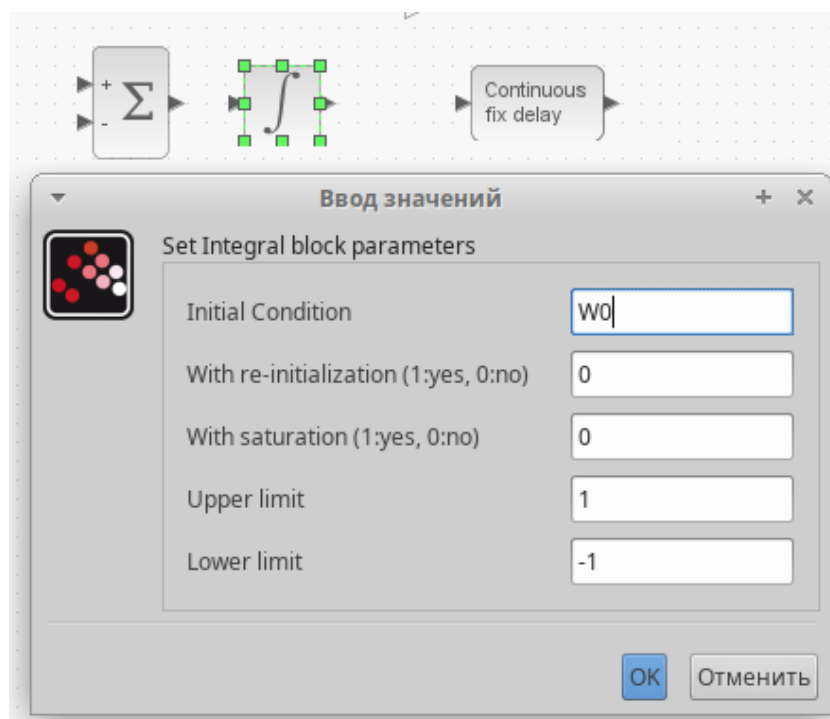 +
-
Σ
∫
Continuous
fix delay
Ввод значений
Set Integral block parameters
Initial Condition W0
With re-initialization (1:yes, 0:no) 0
With saturation (1:yes, 0:no) 0
Upper limit 1
Lower limit -1
OK Отменить